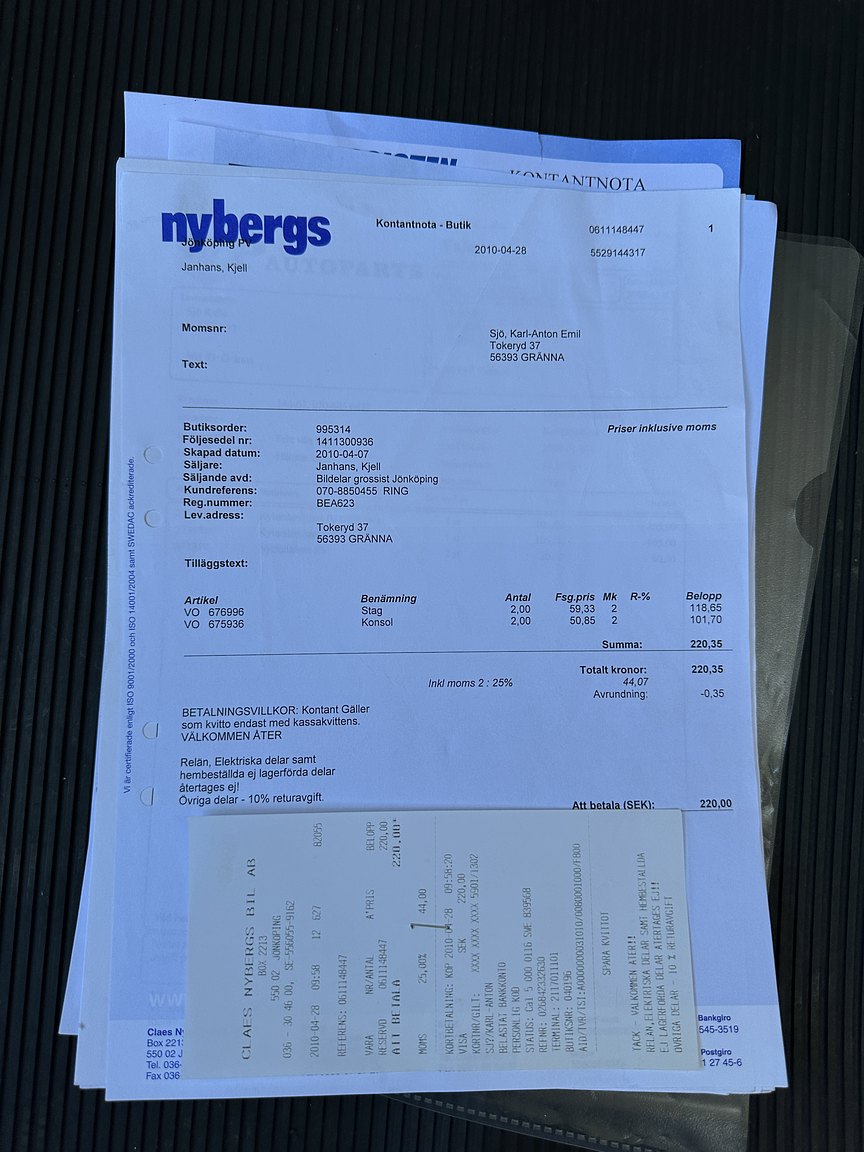 KONTANTNOTA
nybergs
Kontantnota - Butik 0611148447 1
Jönköping PV
2010-04-28 5529144317
Janhans, Kjell
Momsnr:
Sjö, Karl-Anton Emil
Tokeryd 37
56393 GRÄNNA
Text:
Butiksorder: 995314 Priser inklusive moms
Följesedel nr: 1411300936
Skapad datum: 2010-04-07
Säljare: Janhans, Kjell
Säljande avd: Bildelar grossist Jönköping
Kundreferens: 070-8850455 RING
Reg.nummer: BEA623
Lev.adress:
Tokeryd 37
56393 GRÄNNA
Tilläggstext:
Artikel Benämning Antal Fsg.pris Mk R-% Belopp
VO 676996 Stag 2,00 59,33 2 118,65
VO 675936 Konsol 2,00 50,85 2 101,70
Summa: 220,35
Totalt kronor: 220,35
Inkl moms 2 : 25% 44,07
Avrundning: -0,35
BETALNINGSVILLKOR: Kontant Gäller
som kvitto endast med kassakvittens.
VÄLKOMMEN ÅTER
Relän, Elektriska delar samt
hembeställda ej lagerförda delar
återtages ej!
Övriga delar - 10% returavgift.
Att betala (SEK): 220,00
Vi är certifierade enligt ISO 9001/2000 och ISO 14001/2004 samt SWEDAC ackrediterade.
CLAES NYBERGS BIL AB
BOX 2213
550 02 JÖNKÖPING
036 - 30 46 00, SE-556055-9162
2010-04-28 09:58 12 627 82055
REFERENS: 0611148447
VARA NR/ANTAL A'PRIS BELOPP
RESERVD 0611148447 220,00
ATT BETALA 220,00*
MOMS 25,00% 44,00
KORTBETALNING: KÖP 2010-04-28 09:58:20
VISA SEK 220,00
KORTNR/GILT: XXXX XXXX XXXX 5901/1302
SJ?/KARL-ANTON
BELASTAT BANKKONTO
PERSONLIG KOD
STATUS: Ca1 5 000 0116 SWE 839568
REFNR: 026842332630
TERMINAL: 2117011101
BUTIKSNR: 040196
AID/TVR/TSI:A0000000031010/0080001000/F800
SPARA KVITTOT
TACK - VÄLKOMMEN ÅTER!!
RELÄN,ELEKTRISKA DELAR SAMT HEMBESTÄLLDA
EJ LAGERFÖRDA DELAR ÅTERTAGES EJ!!
ÖVRIGA DELAR - 10 % RETURAVGIFT
www
Claes Ny
Box 2213
550 02 J
Tel. 036-
Fax 036
Bankgiro
545-3519
Postgiro
1 27 45-6